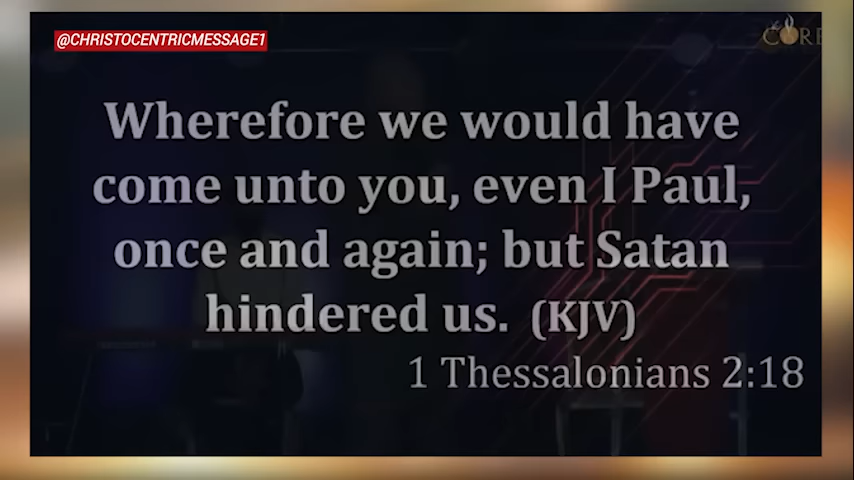 @CHRISTOCENTRICMESSAGE1
CORE
Wherefore we would have
come unto you, even I Paul,
once and again; but Satan
hindered us. (KJV)
1 Thessalonians 2:18